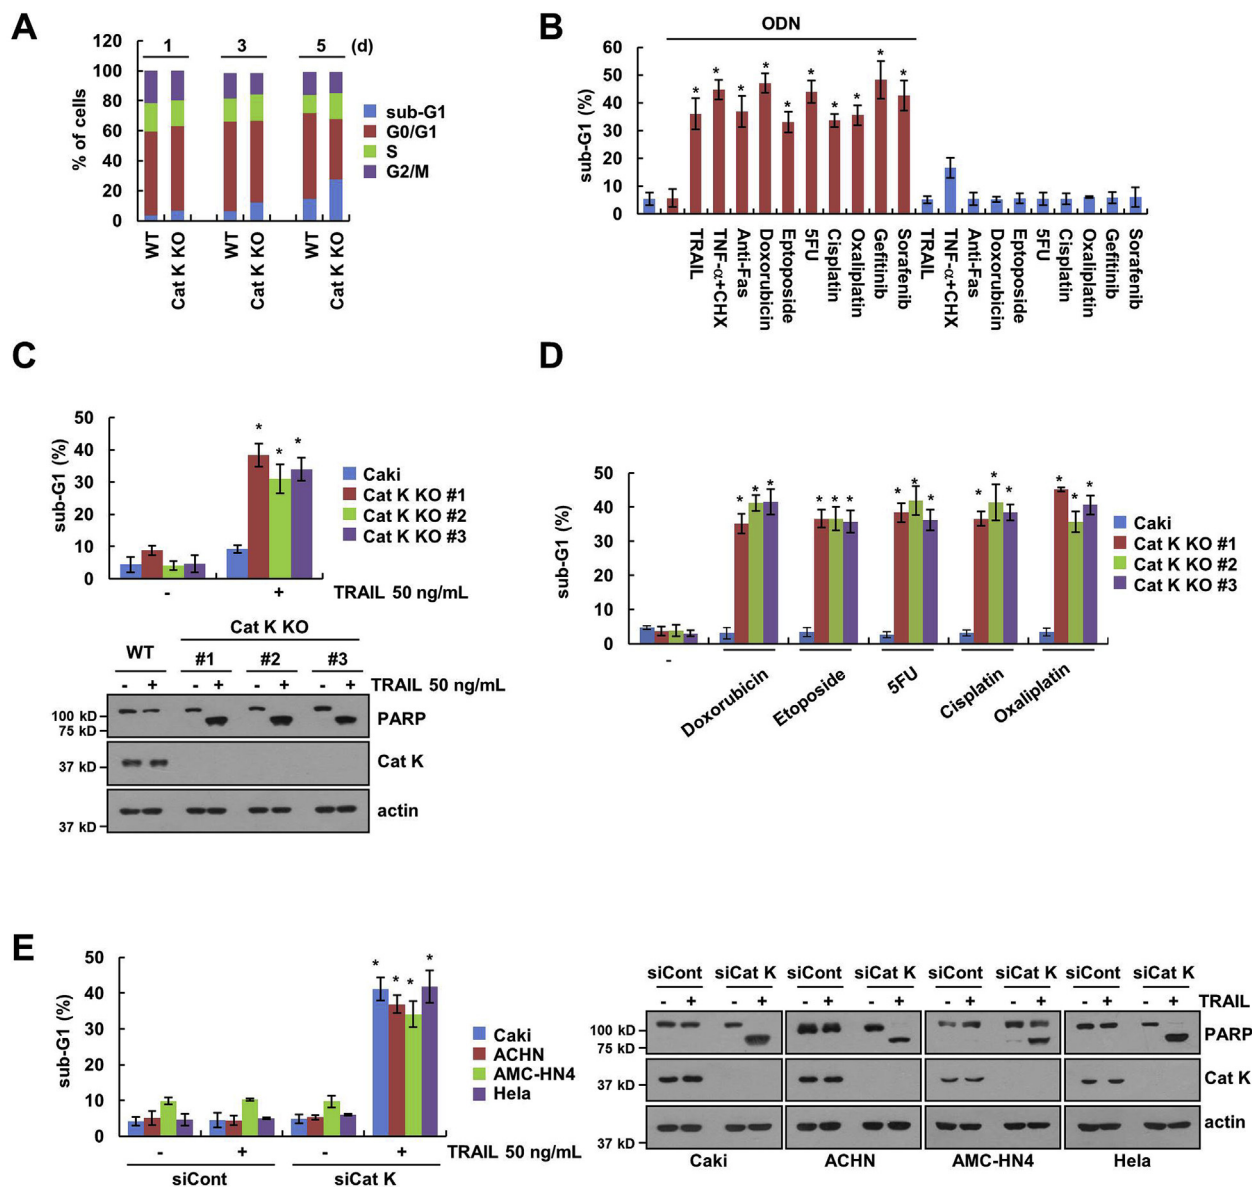 A
120
100
80
60
40
20
0
% of cells
1 3 5 (d)
sub-G1
G0/G1
S
G2/M
WT
Cat K KO
WT
Cat K KO
WT
Cat K KO
B
ODN
60
50
40
30
20
10
0
sub-G1 (%)
* * * * * * * * * *
TRAIL
TNF-α+CHX
Anti-Fas
Doxorubicin
Eptoposide
5FU
Cisplatin
Oxaliplatin
Gefitinib
Sorafenib
TRAIL
TNF-α+CHX
Anti-Fas
Doxorubicin
Eptoposide
5FU
Cisplatin
Oxaliplatin
Gefitinib
Sorafenib
C
50
40
30
20
10
0
sub-G1 (%)
* * *
Caki
Cat K KO #1
Cat K KO #2
Cat K KO #3
- + TRAIL 50 ng/mL
Cat K KO
WT #1 #2 #3
- + - + - + - + TRAIL 50 ng/mL
100 kD
75 kD
PARP
37 kD
Cat K
37 kD
actin
D
50
40
30
20
10
0
sub-G1 (%)
* * * * * * * * * * * * * * *
Caki
Cat K KO #1
Cat K KO #2
Cat K KO #3
-
Doxorubicin
Etoposide
5FU
Cisplatin
Oxaliplatin
E
50
40
30
20
10
0
sub-G1 (%)
* * * *
Caki
ACHN
AMC-HN4
Hela
- + - + TRAIL 50 ng/mL
siCont siCat K
siCont siCat K siCont siCat K siCont siCat K siCont siCat K
- + - + - + - + - + - + - + - + TRAIL
100 kD
75 kD
PARP
37 kD
Cat K
37 kD
actin
Caki ACHN AMC-HN4 Hela